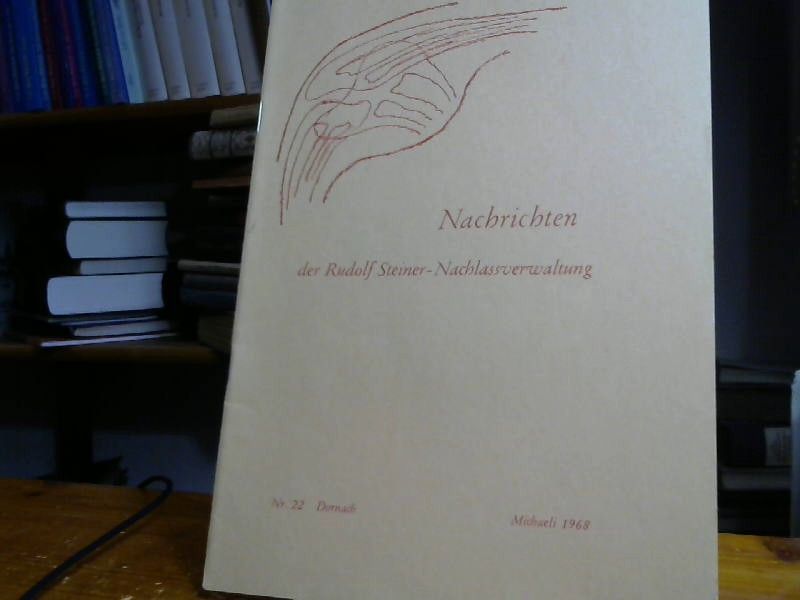 Nachrichten
der Rudolf Steiner-Nachlassverwaltung
Nr. 22 Dornach
Michaeli 1968